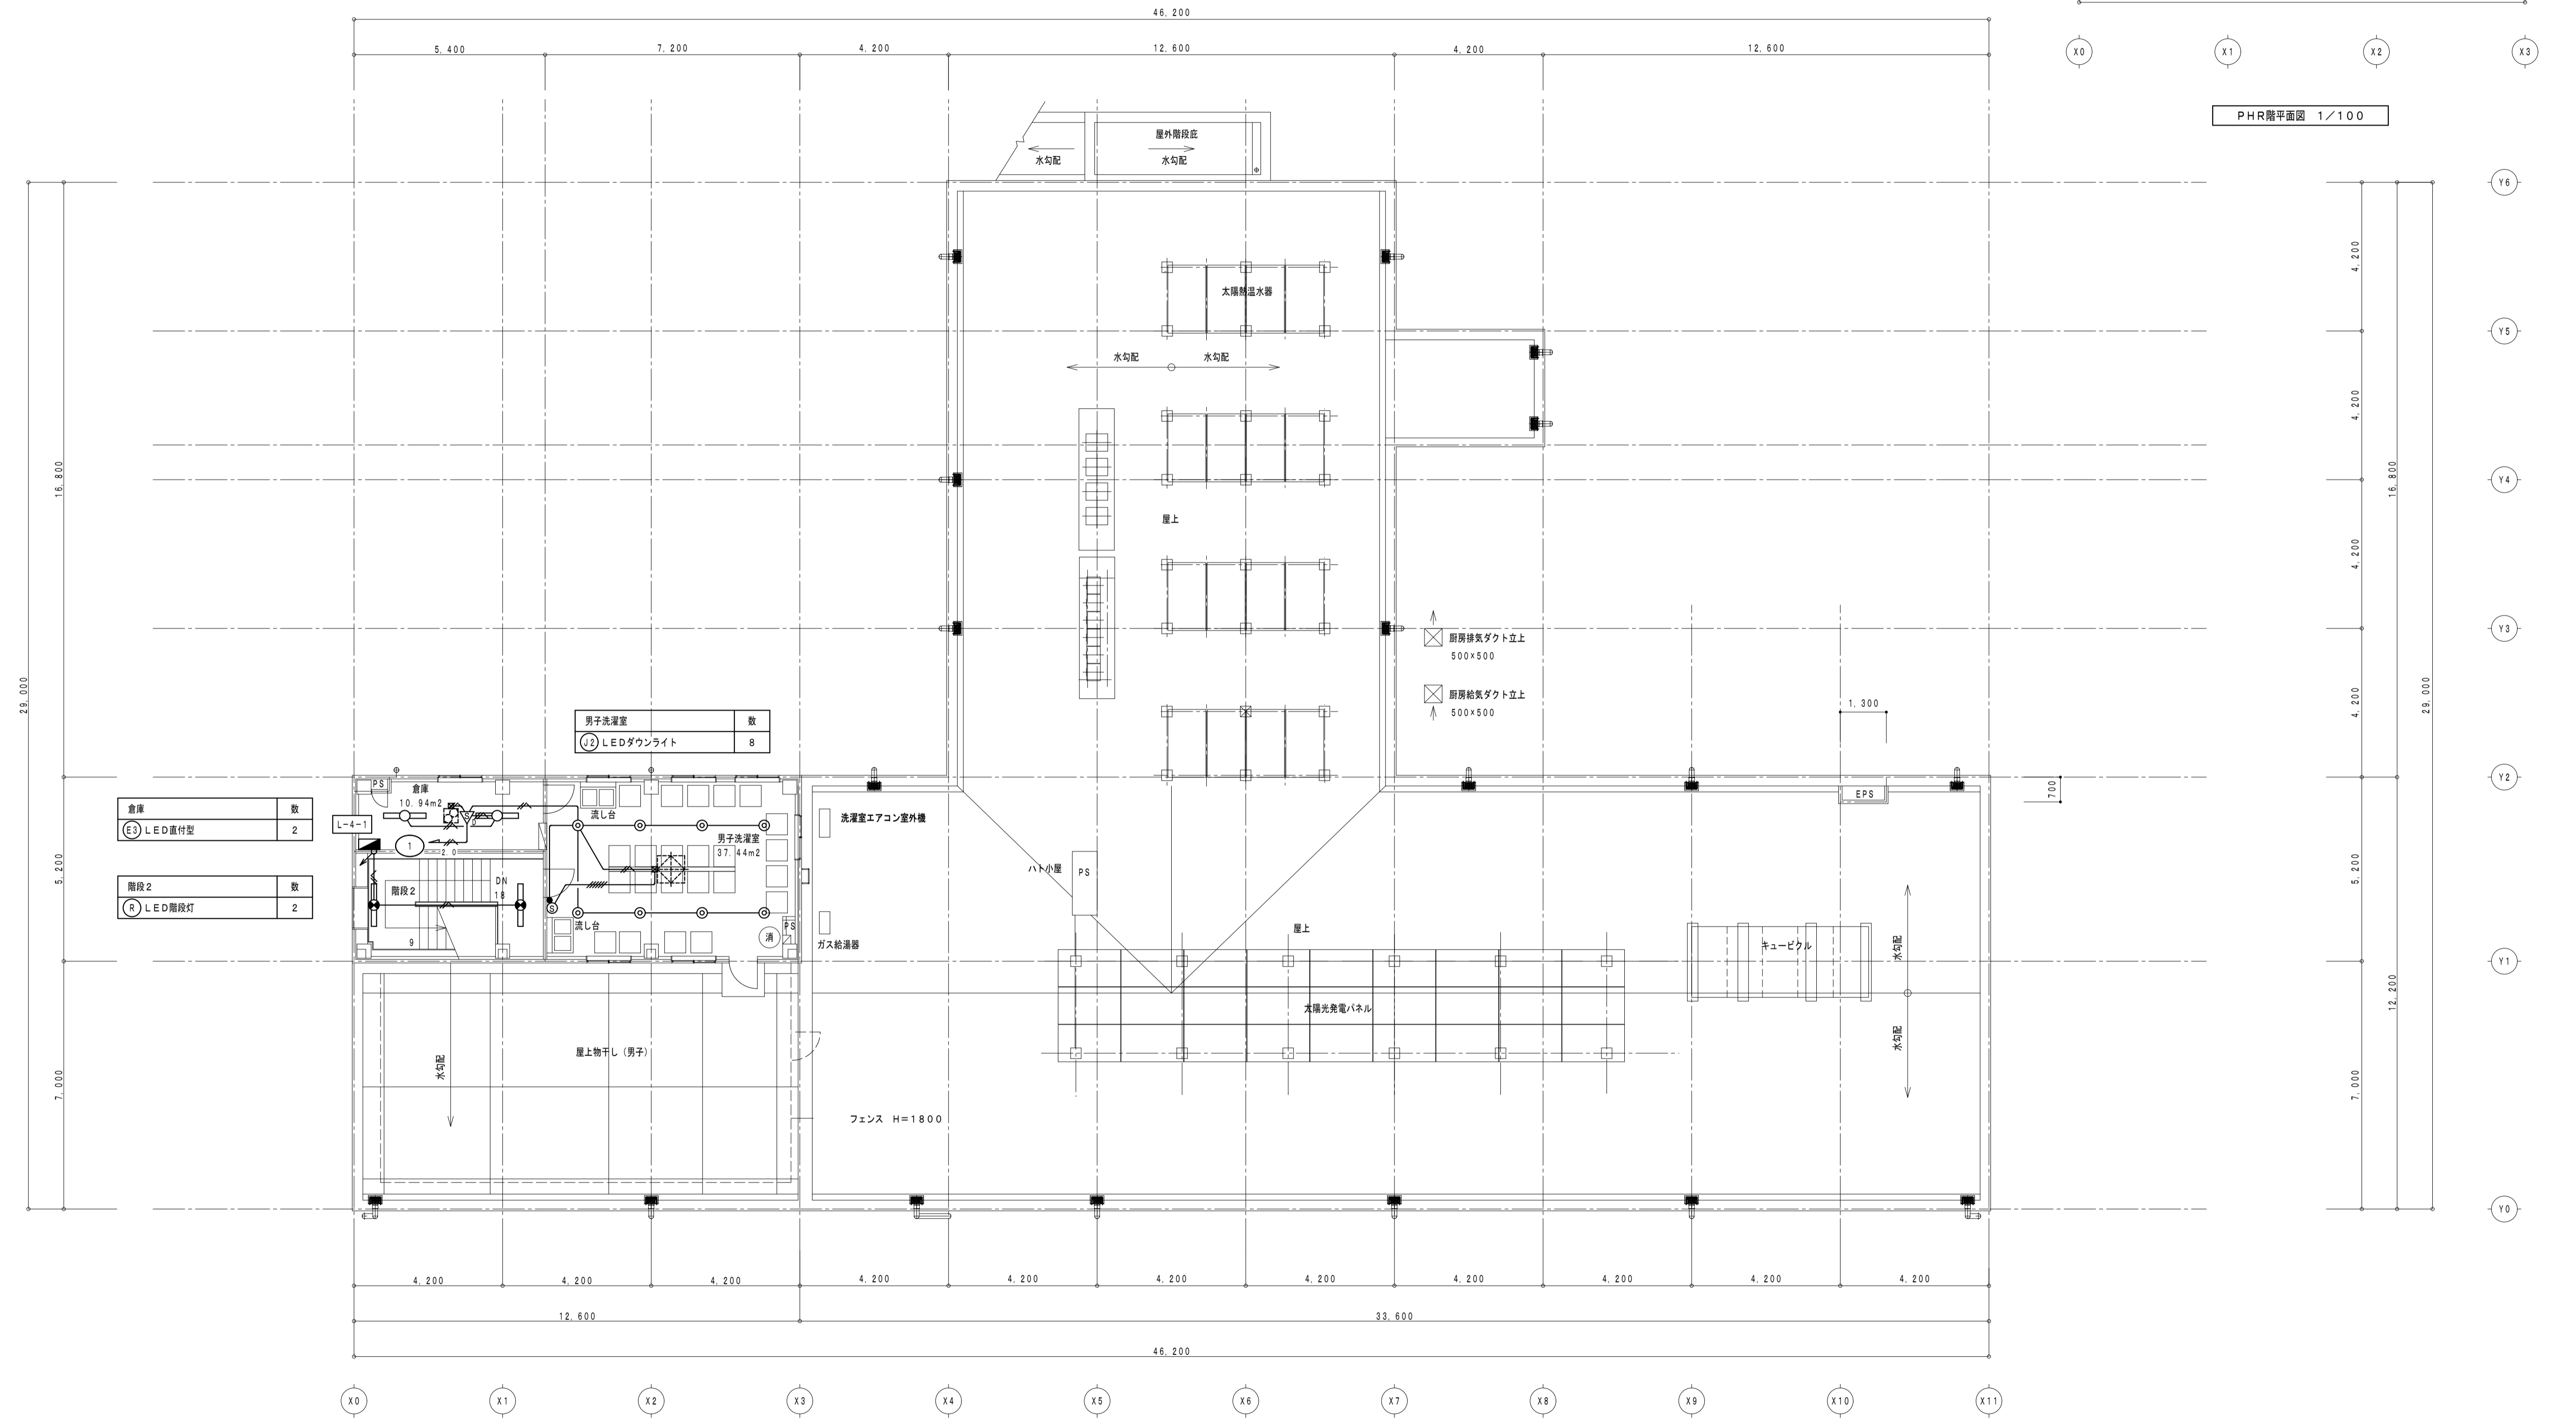 46,200
5,400
7,200
4,200
12,600
4,200
12,600
X0
X1
X2
X3
PHR階平面図 1／100
屋外階段庇
水勾配
水勾配
Y6
4,200
太陽熱温水器
Y5
水勾配
水勾配
4,200
16,800
16,800
Y4
屋上
4,200
Y3
厨房排気ダクト立上
500×500
29,000
29,000
厨房給気ダクト立上
500×500
4,200
1,300
男子洗濯室 数
J2 LEDダウンライト 8
Y2
700
PS
倉庫
10.94m2
EPS
倉庫 数
E3 LED直付型 2
L-4-1
流し台
洗濯室エアコン室外機
S
男子洗濯室
37.44m2
1
2.0
5,200
5,200
ハト小屋
PS
階段2 数
R LED階段灯 2
階段2
DN
18
S
流し台
PS
消
9
ガス給湯器
屋上
キュービクル
水勾配
Y1
12,200
太陽光発電パネル
水勾配
屋上物干し（男子）
水勾配
7,000
7,000
フェンス H＝1800
Y0
4,200
4,200
4,200
4,200
4,200
4,200
4,200
4,200
4,200
4,200
4,200
12,600
33,600
46,200
X0
X1
X2
X3
X4
X5
X6
X7
X8
X9
X10
X11